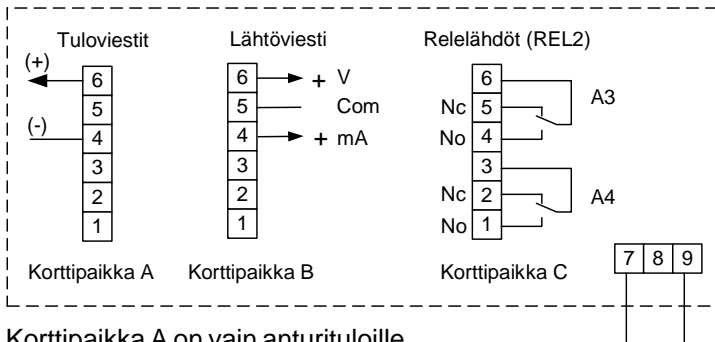 Tuloviestit Lähtöviesti Relelähdöt (REL2)
(+) 6 6 + V 6 A3
5 5 Com Nc 5
(-) 4 4 + mA No 4
3 3 3
2 2 Nc 2 A4
1 1 No 1
7 8 9
Korttipaikka A Korttipaikka B Korttipaikka C
Korttipaikka A on vain anturituloille